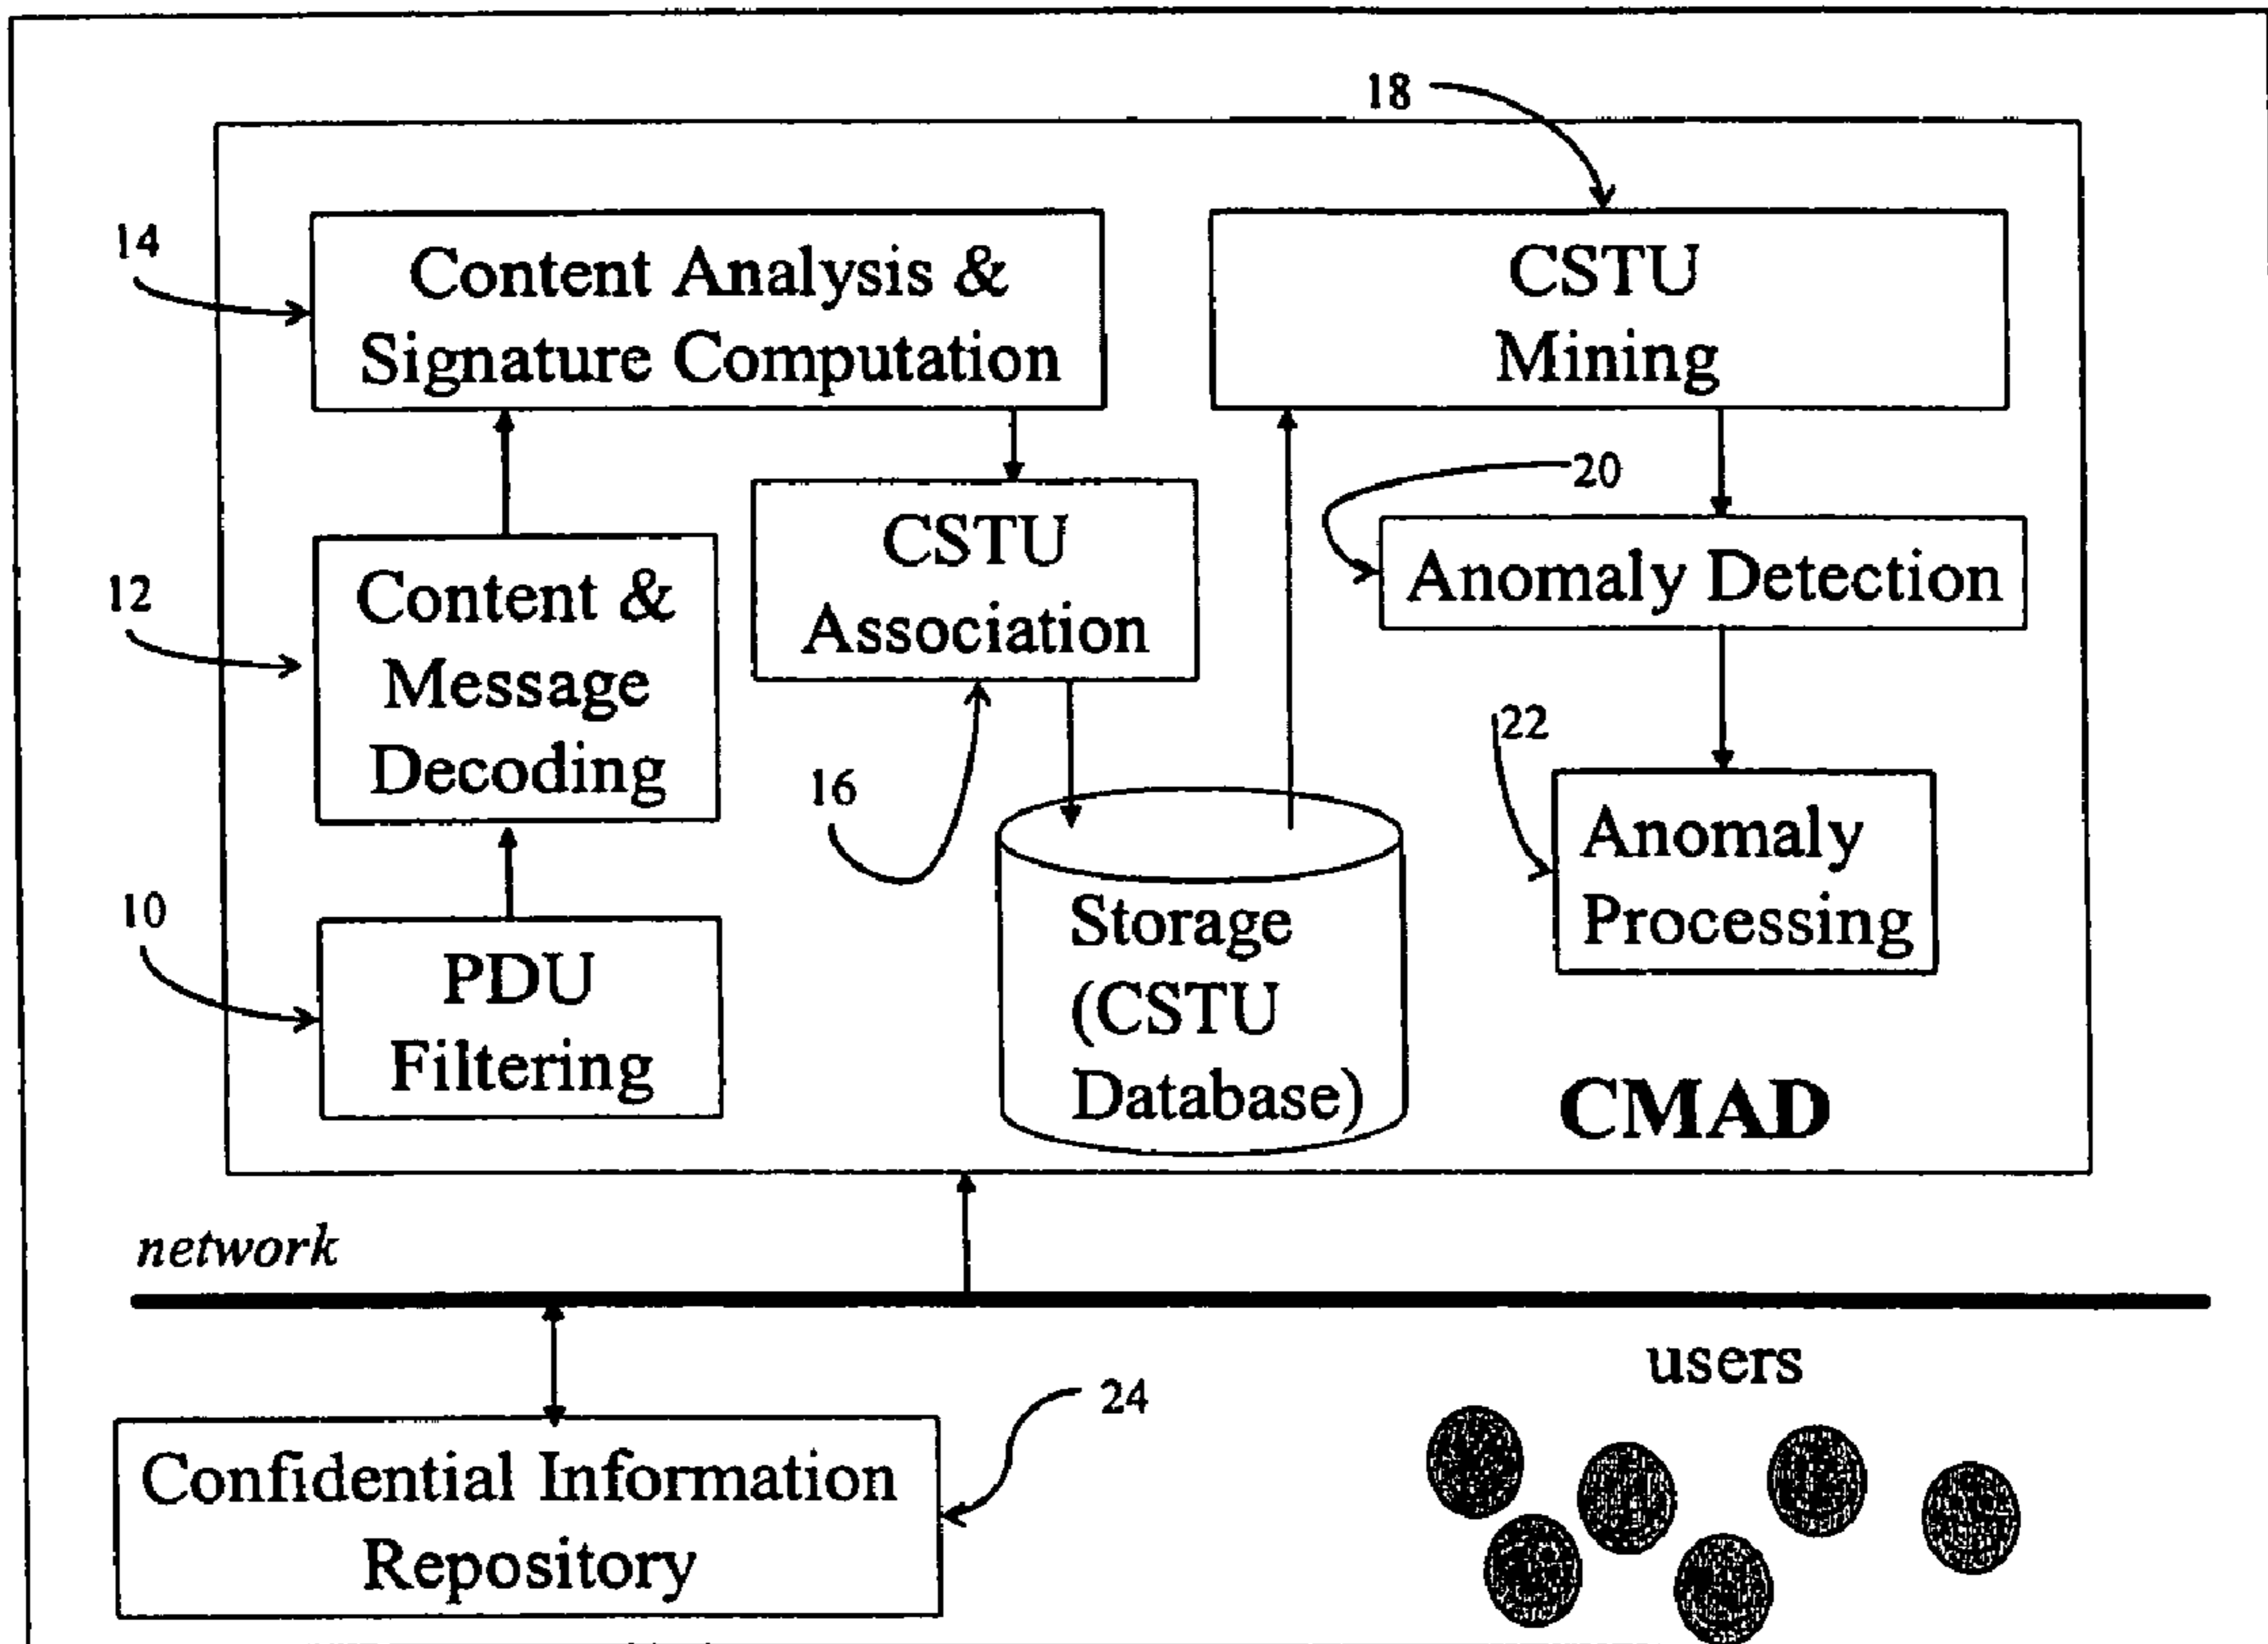 18
14
Content Analysis &
Signature Computation
CSTU
Mining
20
12
Content &
Message
Decoding
CSTU
Association
Anomaly Detection
16
22
Anomaly
Processing
10
PDU
Filtering
Storage
(CSTU
Database)
CMAD
network
users
24
Confidential Information
Repository